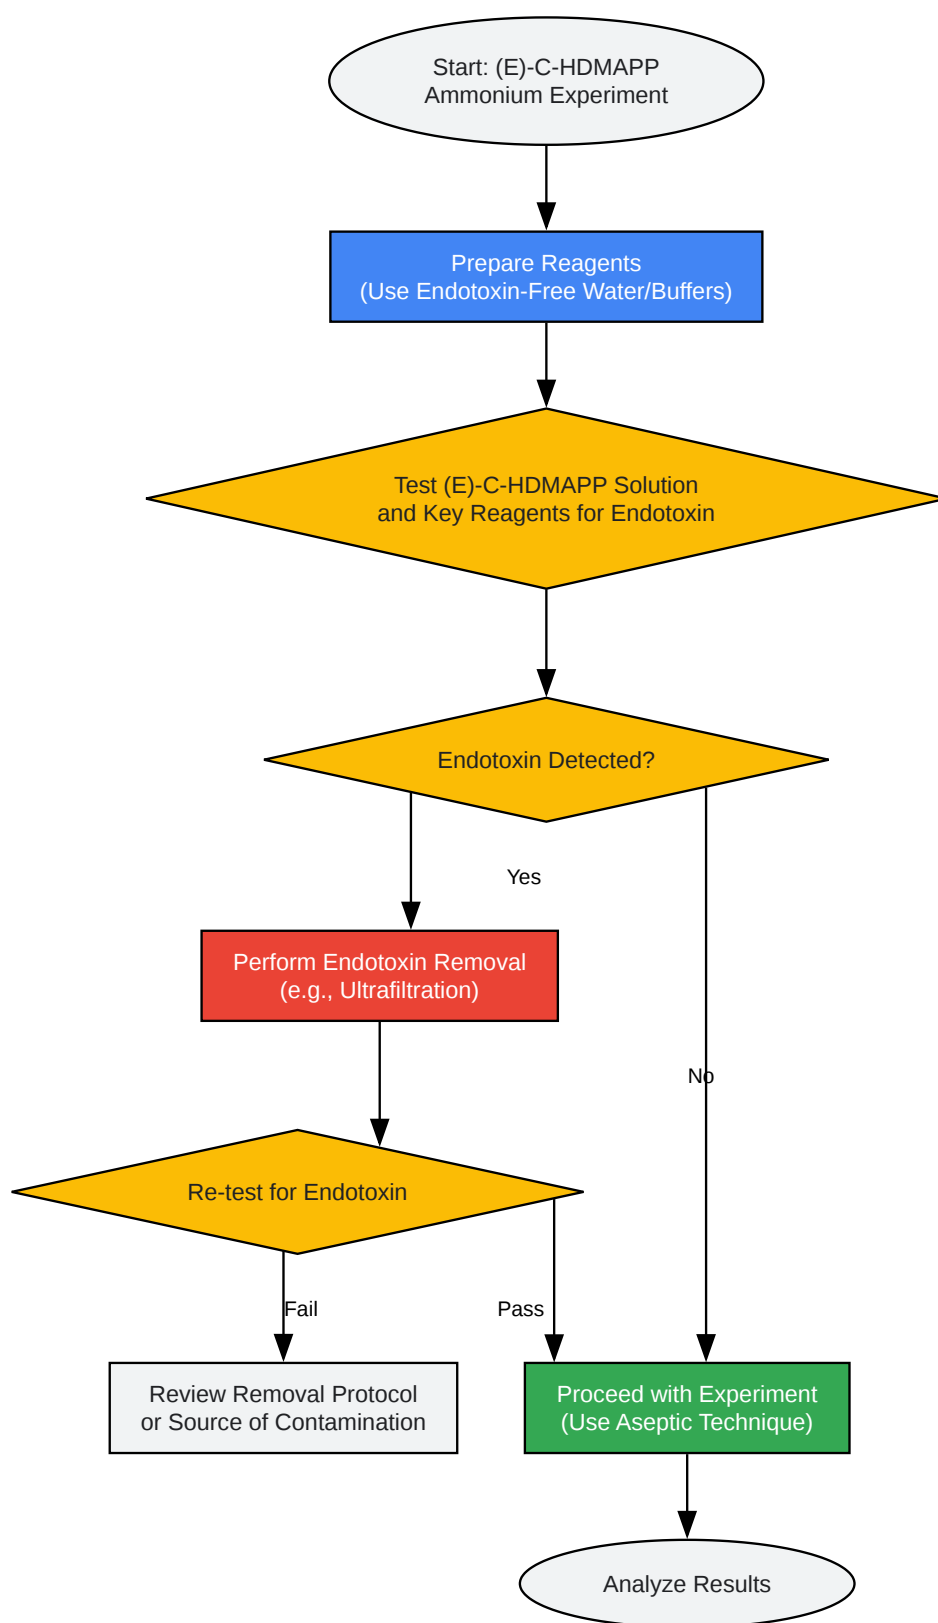 Start: (E)-C-HDMAPP
Ammonium Experiment
Prepare Reagents
(Use Endotoxin-Free Water/Buffers)
Test (E)-C-HDMAPP Solution
and Key Reagents for Endotoxin
Endotoxin Detected?
Yes
Perform Endotoxin Removal
(e.g., Ultrafiltration)
No
Re-test for Endotoxin
Fail
Pass
Review Removal Protocol
or Source of Contamination
Proceed with Experiment
(Use Aseptic Technique)
Analyze Results